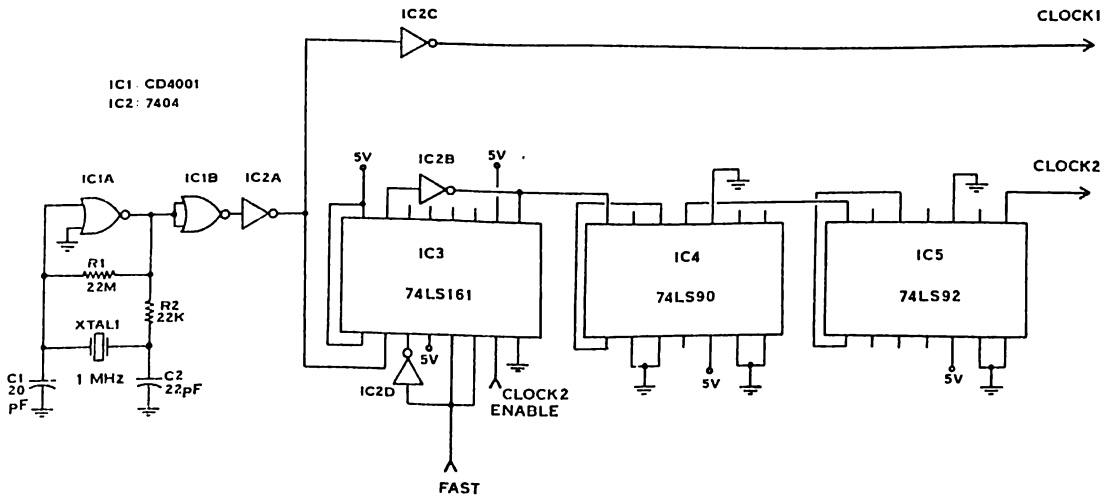 IC2C
CLOCK1
IC1: CD4001
IC2: 7404
5V
IC2B
5V
CLOCK2
IC1A
IC1B
IC2A
IC3
74LS161
IC4
74LS90
IC5
74LS92
R1
22M
R2
22K
XTAL1
1 MHz
C1
20
pF
C2
22pF
5V
IC2D
CLOCK2
ENABLE
5V
5V
FAST